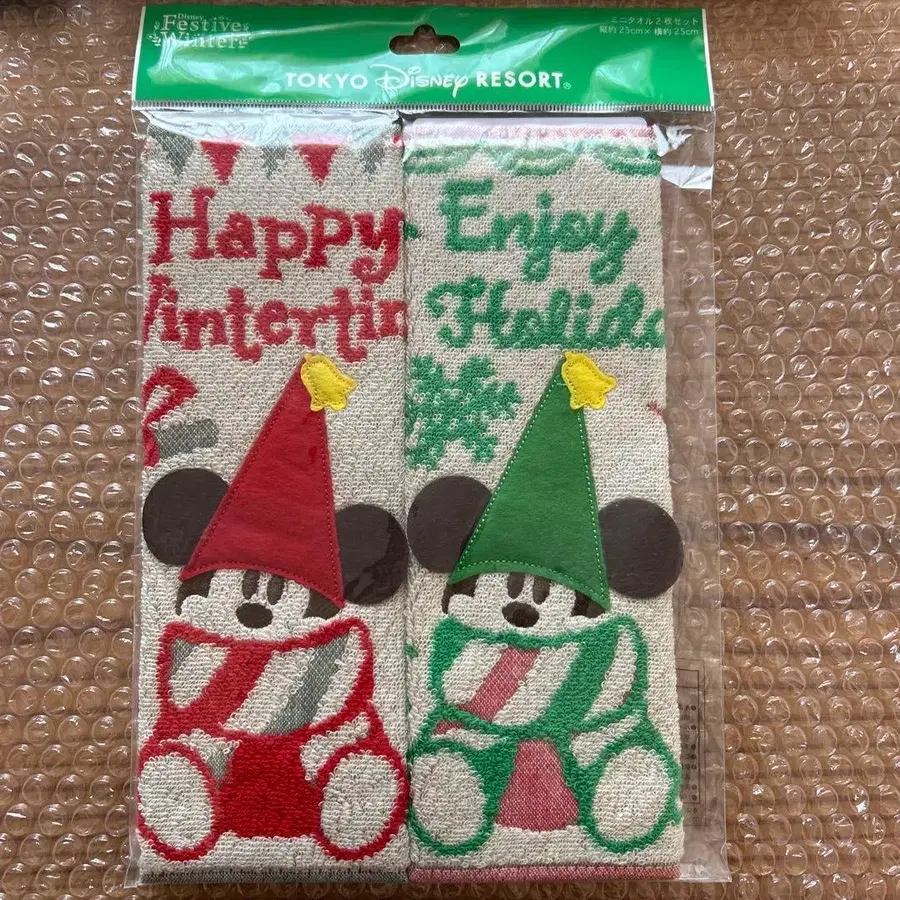 Disney
Festive
Winter
ミニタオル2枚セット
縦約25cm×横約25cm
TOKYO Disney RESORT®
Happy
Wintertim
Enjoy
Holida